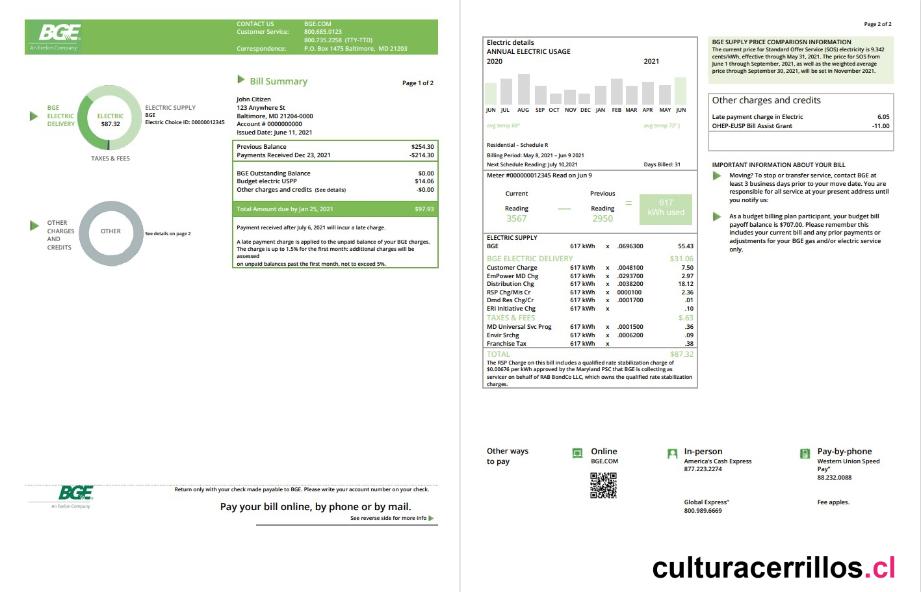 BGE
An Exelon Company
CONTACT US BGE.COM
Customer Service: 800.685.0123
800.735.2258 (TTY-TTD)
Correspondence: P.O. Box 1475 Baltimore, MD 21203
Bill Summary Page 1 of 2
BGE
ELECTRIC
DELIVERY
ELECTRIC
$87.32
ELECTRIC SUPPLY
BGE
Electric Choice ID: 00000012345
TAXES & FEES
John Citizen
123 Anywhere St
Baltimore, MD 21204-0000
Account # 0000000000
Issued Date: June 11, 2021
Previous Balance $254.30
Payments Received Dec 23, 2021 -$214.30
BGE Outstanding Balance $0.00
Budget electric USPP $14.06
Other charges and credits (See details) -$0.00
Total Amount due by Jan 25, 2021 $97.93
Payment received after July 6, 2021 will incur a late charge.
A late payment charge is applied to the unpaid balance of your BGE charges.
The charge is up to 1.5% for the first month: additional charges will be
assessed
on unpaid balances past the first month, not to exceed 5%.
OTHER
CHARGES
AND
CREDITS
OTHER
See details on page 2
BGE
An Exelon Company
Return only with your check made payable to BGE. Please write your account number on your check.
Pay your bill online, by phone or by mail.
See reverse side for more info
Page 2 of 2
Electric details
ANNUAL ELECTRIC USAGE
2020 2021
JUN JUL AUG SEP OCT NOV DEC JAN FEB MAR APR MAY JUN
avg temp 68° avg temp 72° )
Residential - Schedule R
Billing Period: May 8, 2021 – Jun 9 2021
Next Schedule Reading: July 10,2021 Days Billed: 31
Meter #000000012345 Read on Jun 9
Current Previous
Reading Reading
3567 — 2950 = 617
kWh used
ELECTRIC SUPPLY
BGE 617 kWh x .0696300 55.43
BGE ELECTRIC DELIVERY $31.06
Customer Charge 617 kWh x .0048100 7.50
EmPower MD Chg 617 kWh x .0293700 2.97
Distribution Chg 617 kWh x .0038200 18.12
RSP Chg/Mis Cr 617 kWh x 0000100 2.36
Dmd Res Chg/Cr 617 kWh x .0001700 .01
ERI Initiative Chg 617 kWh x .10
TAXES & FEES $.63
MD Universal Svc Prog 617 kWh x .0001500 .36
Envir Srchg 617 kWh x .0006200 .09
Franchise Tax 617 kWh x .38
TOTAL $87.32
The RSP Charge on this bill includes a qualified rate stabilization charge of
$0.00676 per kWh approved by the Maryland PSC that BGE is collecting as
servicer on behalf of RAB BondCo LLC, which owns the qualified rate stabilization
charges.
BGE SUPPLY PRICE COMPARIOSN INFORMATION
The current price for Standard Offer Service (SOS) electricity is 9,342
cents/kWh, effective through May 31, 2021. The price for SOS from
June 1 through September, 2021, as well as the weighted average
price through September 30, 2021, will be set in November 2021.
Other charges and credits
Late payment charge in Electric 6.05
OHEP-EUSP Bill Assist Grant -11.00
IMPORTANT INFORMATION ABOUT YOUR BILL
Moving? To stop or transfer service, contact BGE at
least 3 business days prior to your move date. You are
responsible for all service at your present address until
you notify us:
As a budget billing plan participant, your budget bill
payoff balance is $707.00. Please remember this
includes your current bill and any prior payments or
adjustments for your BGE gas and/or electric service
only.
Other ways
to pay
Online
BGE.COM
In-person
America's Cash Express
877.223.2274
Global Express"
800.989.6669
Pay-by-phone
Western Union Speed
Pay"
88.232.0088
Fee applies.
culturacerrillos.cl